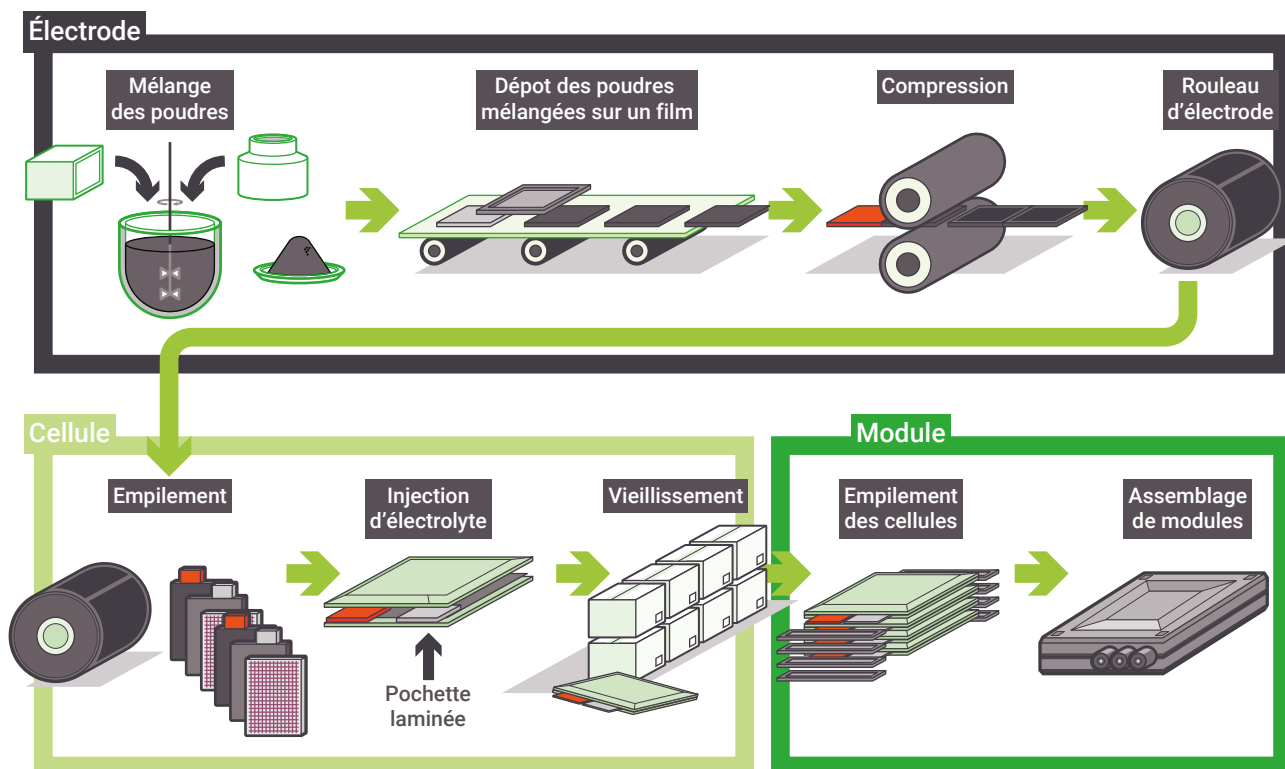 Électrode
Mélange
des poudres
Dépot des poudres
mélangées sur un film
Compression
Rouleau
d'électrode
Cellule
Empilement
Injection
d'électrolyte
Pochette
laminée
Vieillissement
Module
Empilement
des cellules
Assemblage
de modules